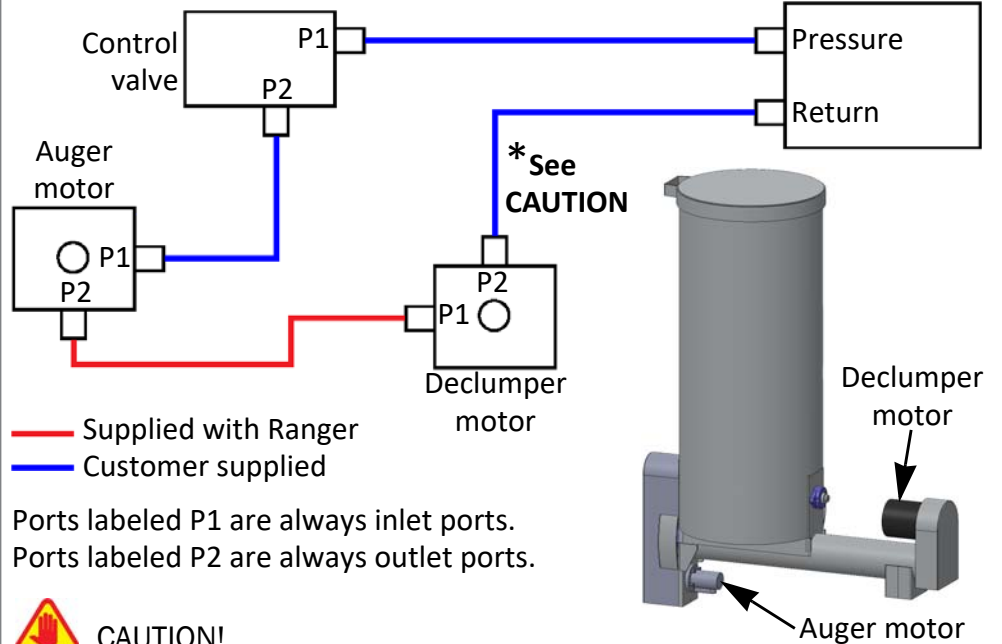 Control
valve
P1
P2
Pressure
Return
Auger
motor
P1
P2
*See
CAUTION
P2
P1
Declumper
motor
Declumper
motor
Supplied with Ranger
Customer supplied
Ports labeled P1 are always inlet ports.
Ports labeled P2 are always outlet ports.
Auger motor
CAUTION!